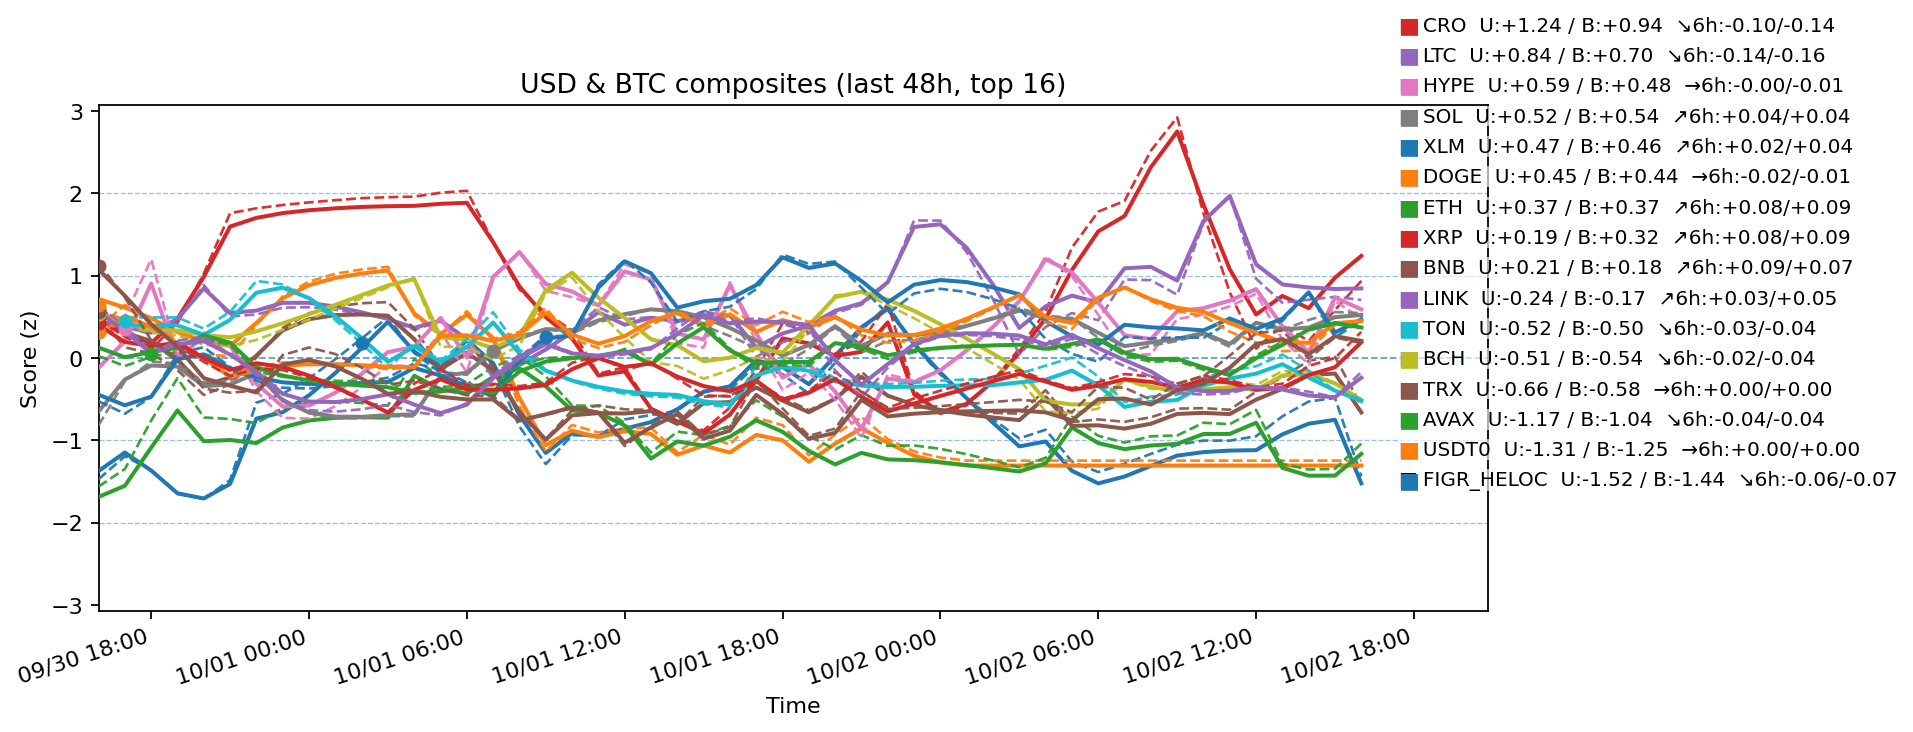 CRO U:+1.24 / B:+0.94 ↘6h:-0.10/-0.14
LTC U:+0.84 / B:+0.70 ↘6h:-0.14/-0.16
HYPE U:+0.59 / B:+0.48 →6h:-0.00/-0.01
SOL U:+0.52 / B:+0.54 ↗6h:+0.04/+0.04
XLM U:+0.47 / B:+0.46 ↗6h:+0.02/+0.04
DOGE U:+0.45 / B:+0.44 →6h:-0.02/-0.01
ETH U:+0.37 / B:+0.37 ↗6h:+0.08/+0.09
XRP U:+0.19 / B:+0.32 ↗6h:+0.08/+0.09
BNB U:+0.21 / B:+0.18 ↗6h:+0.09/+0.07
LINK U:-0.24 / B:-0.17 ↗6h:+0.03/+0.05
TON U:-0.52 / B:-0.50 ↘6h:-0.03/-0.04
BCH U:-0.51 / B:-0.54 ↘6h:-0.02/-0.04
TRX U:-0.66 / B:-0.58 →6h:+0.00/+0.00
AVAX U:-1.17 / B:-1.04 ↘6h:-0.04/-0.04
USDT0 U:-1.31 / B:-1.25 →6h:+0.00/+0.00
FIGR_HELOC U:-1.52 / B:-1.44 ↘6h:-0.06/-0.07
USD & BTC composites (last 48h, top 16)
Score (z)
3
2
1
0
−1
−2
−3
09/30 18:00
10/01 00:00
10/01 06:00
10/01 12:00
10/01 18:00
10/02 00:00
10/02 06:00
10/02 12:00
10/02 18:00
Time